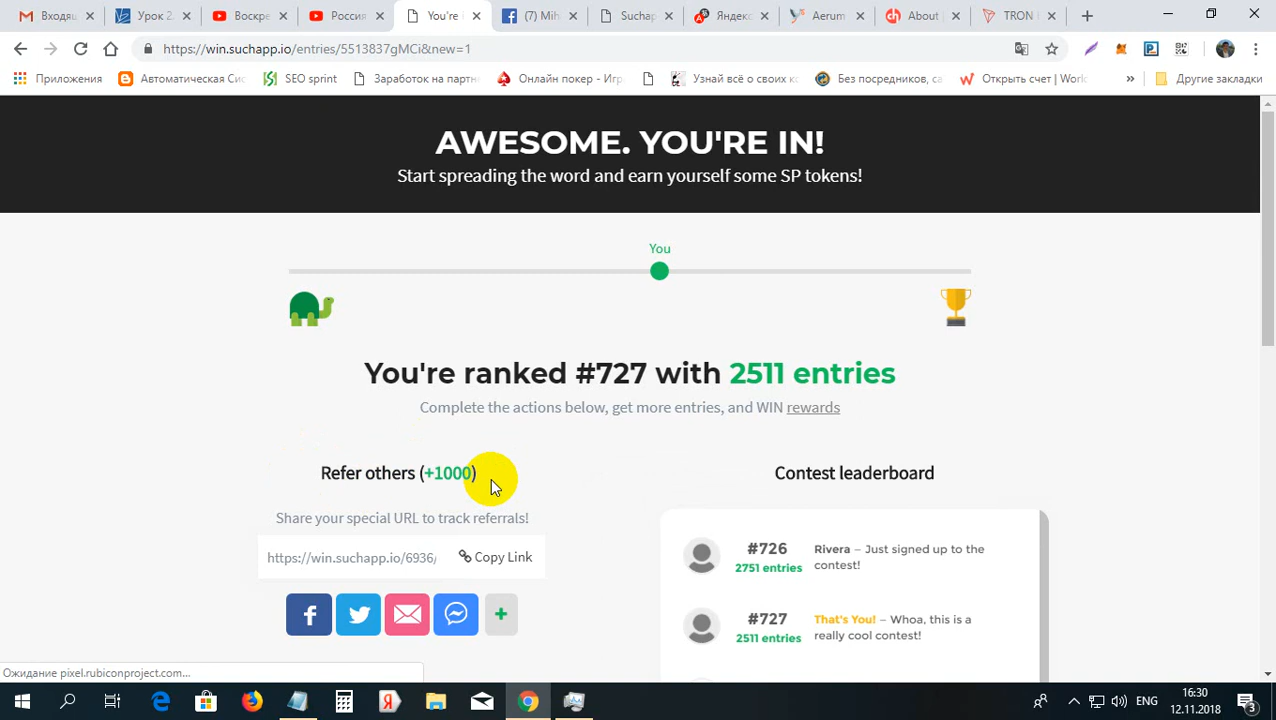 Входящ
Урок 2.
Воскре
Россия
You're i
(7) Mih
Suchap
Яндекс
Aerum
About
TRON
https://win.suchapp.io/entries/5513837gMCi&new=1
Приложения
Автоматическая Сис
SEO sprint
Заработок на партн
Онлайн покер - Игр
Узнай всё о своих к
Без посредников, са
Открыть счет | Worl
»
Другие закладки
AWESOME. YOU'RE IN!
Start spreading the word and earn yourself some SP tokens!
You
You're ranked #727 with 2511 entries
Complete the actions below, get more entries, and WIN rewards
Refer others (+1000)
Share your special URL to track referrals!
https://win.suchapp.io/6936/
Copy Link
Contest leaderboard
#726
2751 entries
Rivera – Just signed up to the
contest!
#727
2511 entries
That's You! – Whoa, this is a
really cool contest!
Ожидание pixel.rubiconproject.com...
ENG
16:30
12.11.2018
3